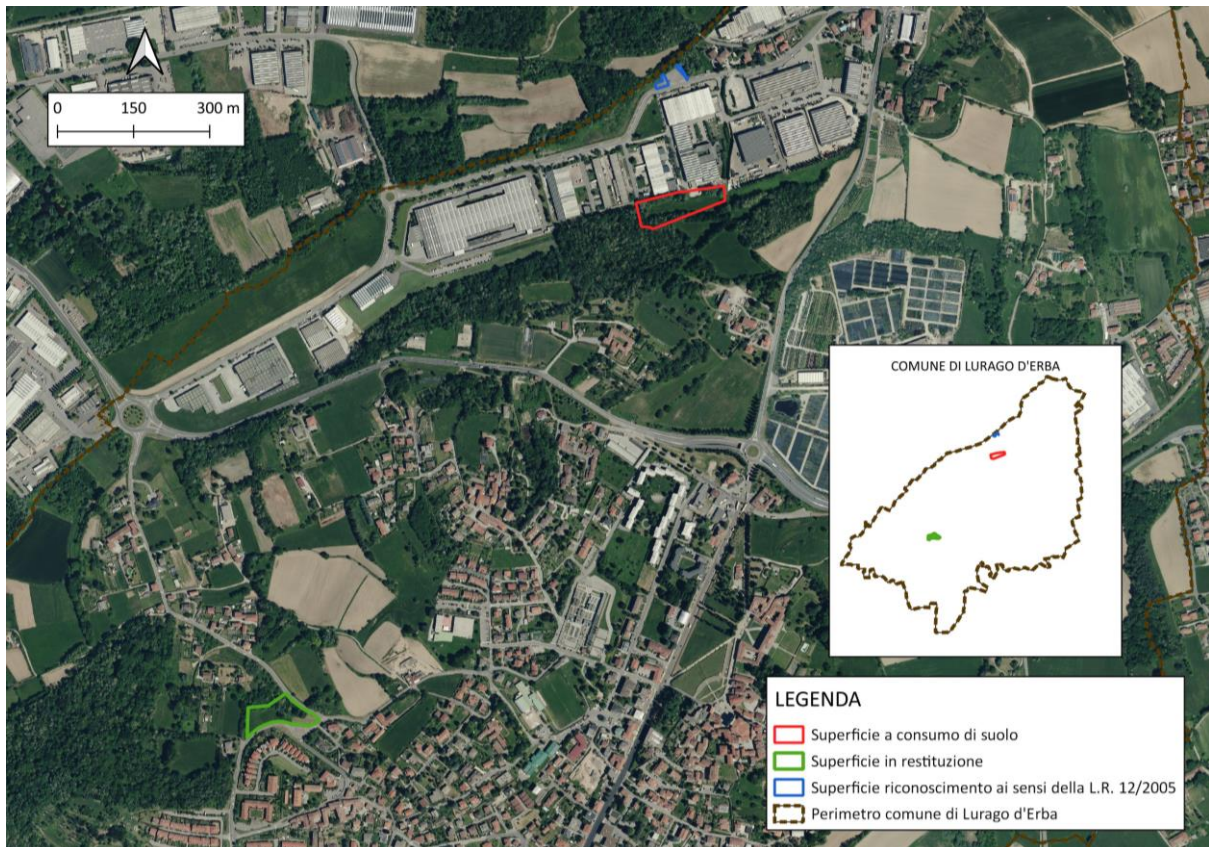 0 150 300 m
COMUNE DI LURAGO D'ERBA
LEGENDA
Superficie a consumo di suolo
Superficie in restituzione
Superficie riconoscimento ai sensi della L.R. 12/2005
Perimetro comune di Lurago d'Erba